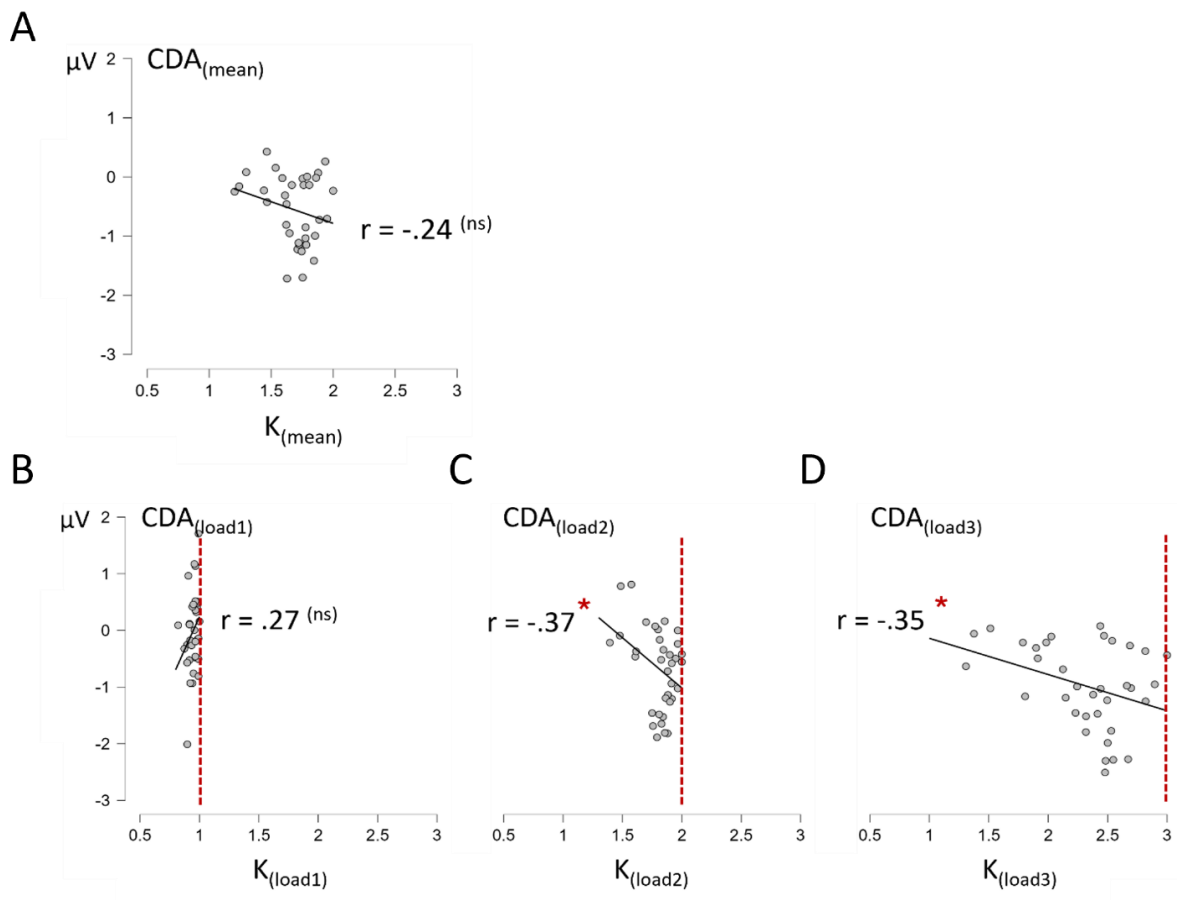 A
μV
CDA(mean)
2
1
0
-1
-2
-3
r = -.24 (ns)
0.5 1 1.5 2 2.5 3
K(mean)
B
μV
CDA(load1)
2
1
0
-1
-2
-3
r = .27 (ns)
0.5 1 1.5 2 2.5 3
K(load1)
C
CDA(load2)
*
r = -.37
0.5 1 1.5 2 2.5 3
K(load2)
D
CDA(load3)
*
r = -.35
0.5 1 1.5 2 2.5 3
K(load3)